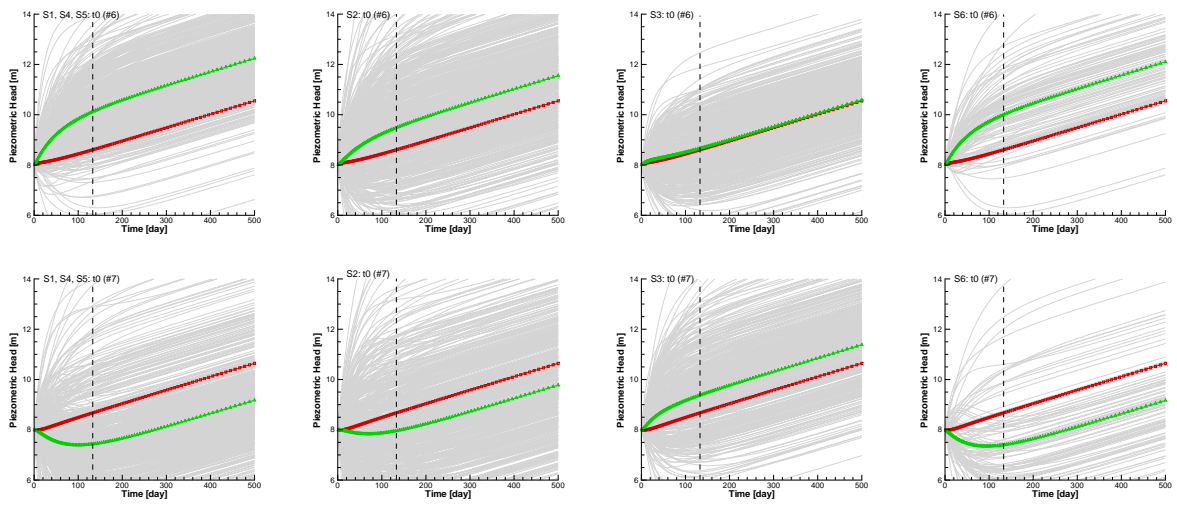 S1, S4, S5: t0 (#6)
Piezometric Head [m]
14
12
10
8
6
0 100 200 300 400 500
Time [day]
S2: t0 (#6)
Piezometric Head [m]
14
12
10
8
6
0 100 200 300 400 500
Time [day]
S3: t0 (#6)
Piezometric Head [m]
14
12
10
8
6
0 100 200 300 400 500
Time [day]
S6: t0 (#6)
Piezometric Head [m]
14
12
10
8
6
0 100 200 300 400 500
Time [day]
S1, S4, S5: t0 (#7)
Piezometric Head [m]
14
12
10
8
6
0 100 200 300 400 500
Time [day]
S2: t0 (#7)
Piezometric Head [m]
14
12
10
8
6
0 100 200 300 400 500
Time [day]
S3: t0 (#7)
Piezometric Head [m]
14
12
10
8
6
0 100 200 300 400 500
Time [day]
S6: t0 (#7)
Piezometric Head [m]
14
12
10
8
6
0 100 200 300 400 500
Time [day]